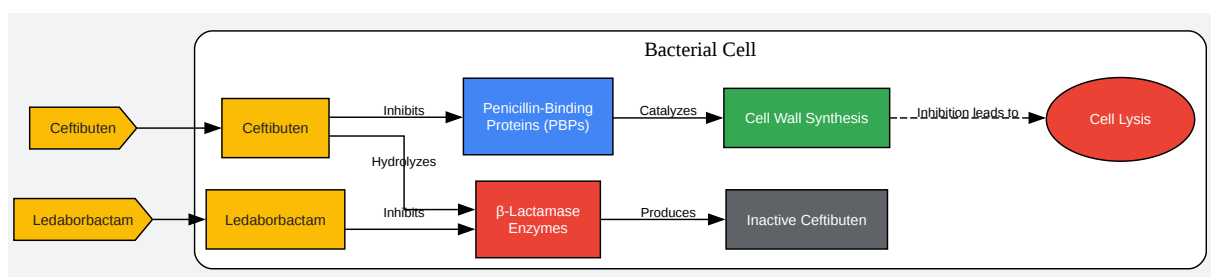 Bacterial Cell
Ceftibuten
Ceftibuten
Inhibits
Penicillin-Binding
Proteins (PBPs)
Catalyzes
Cell Wall Synthesis
Inhibition leads to
Cell Lysis
Hydrolyzes
Ledaborbactam
Ledaborbactam
Inhibits
β-Lactamase
Enzymes
Produces
Inactive Ceftibuten